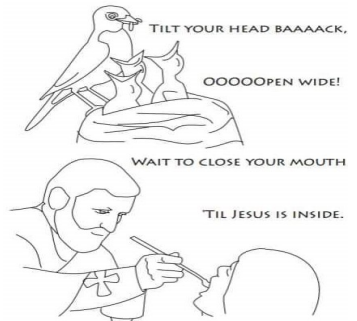 Tilt your head baaaack,
OOOOOpen wide!
Wait to close your mouth
'Til Jesus is inside.